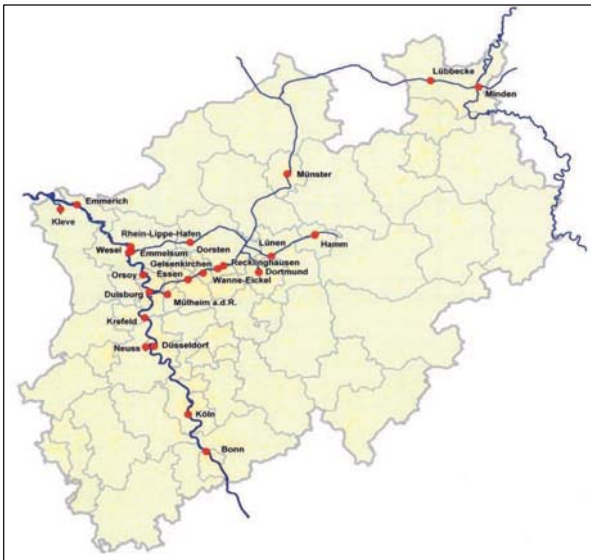 Lübbecke
Minden
Münster
Emmerich
Kleve
Rhein-Lippe-Hafen
Wesel
Emmelsum
Dorsten
Lünen
Hamm
Gelsenkirchen
Recklinghausen
Orsoy
Essen
Dortmund
Wanne-Eickel
Duisburg
Mülheim a.d.R.
Krefeld
Neuss
Düsseldorf
Köln
Bonn